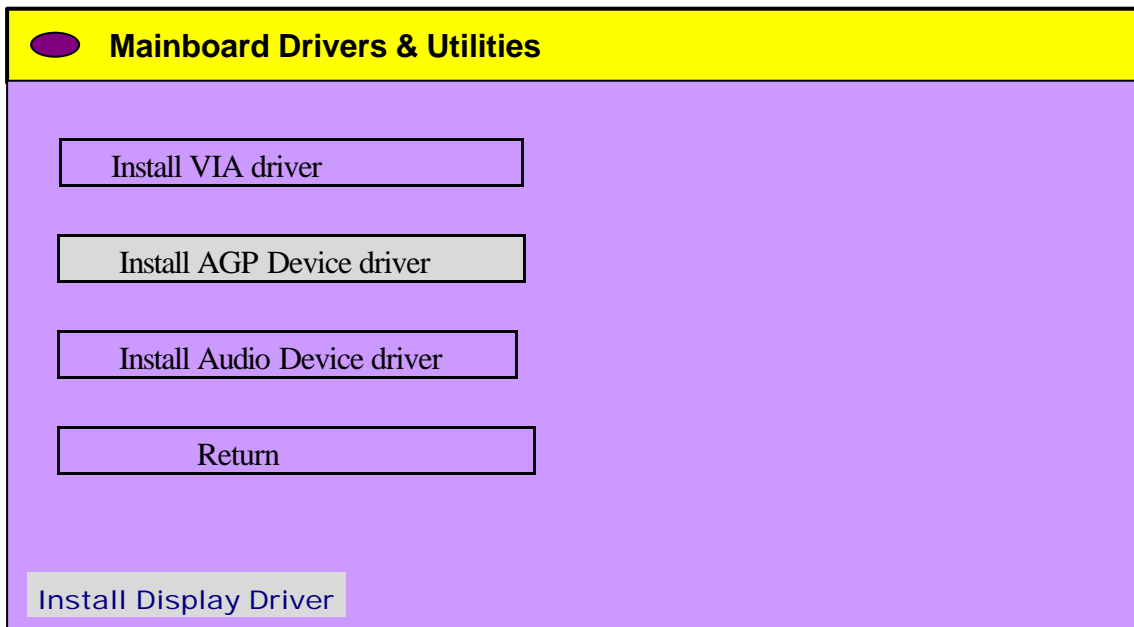 Mainboard Drivers & Utilities
Install VIA driver
Install AGP Device driver
Install Audio Device driver
Return
Install Display Driver